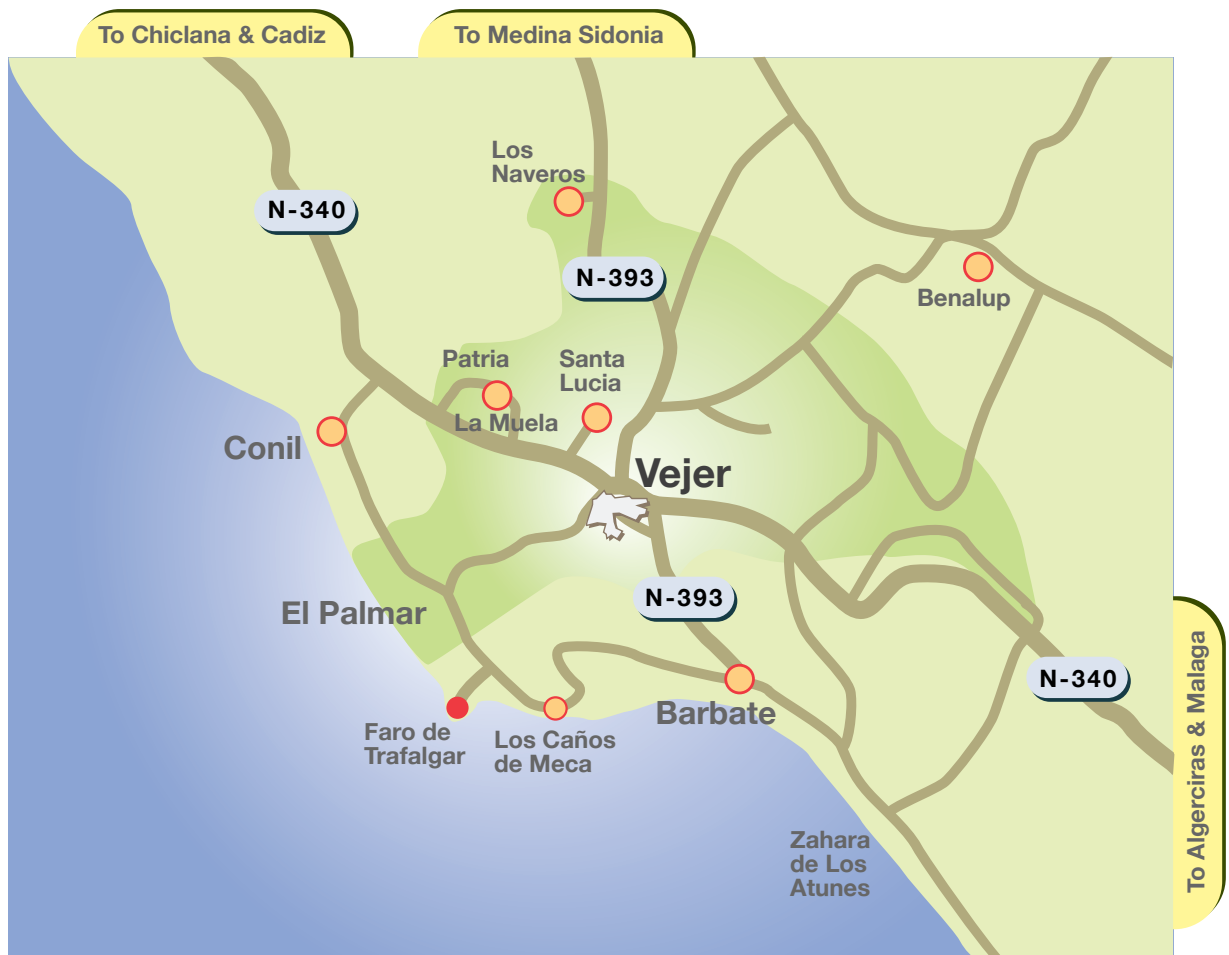 To Chiclana & Cadiz
To Medina Sidonia
Los
Naveros
N-340
N-393
Benalup
Patria
Santa
Lucia
La Muela
Conil
Vejer
El Palmar
N-393
N-340
Barbate
Faro de
Trafalgar
Los Caños
de Meca
Zahara
de Los
Atunes
To Algerciras & Malaga